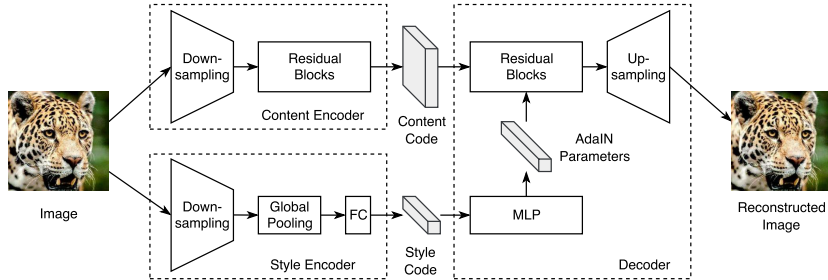 Image
Down-
sampling
Residual
Blocks
Content Encoder
Content
Code
Down-
sampling
Global
Pooling
FC
Style Encoder
Style
Code
Residual
Blocks
Up-
sampling
AdaIN
Parameters
MLP
Decoder
Reconstructed
Image